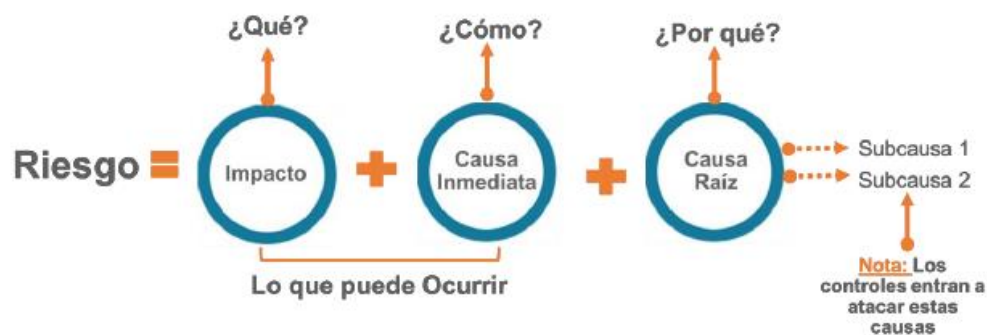 ¿Qué?
¿Cómo?
¿Por qué?
Riesgo =
Impacto
+
Causa
Inmediata
+
Causa
Raíz
Subcausa 1
Subcausa 2
Lo que puede Ocurrir
Nota: Los
controles entran a
atacar estas
causas